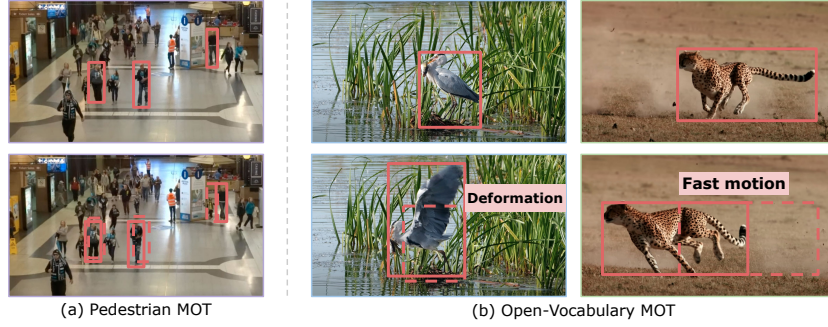 Deformation
Fast motion
(a) Pedestrian MOT
(b) Open-Vocabulary MOT